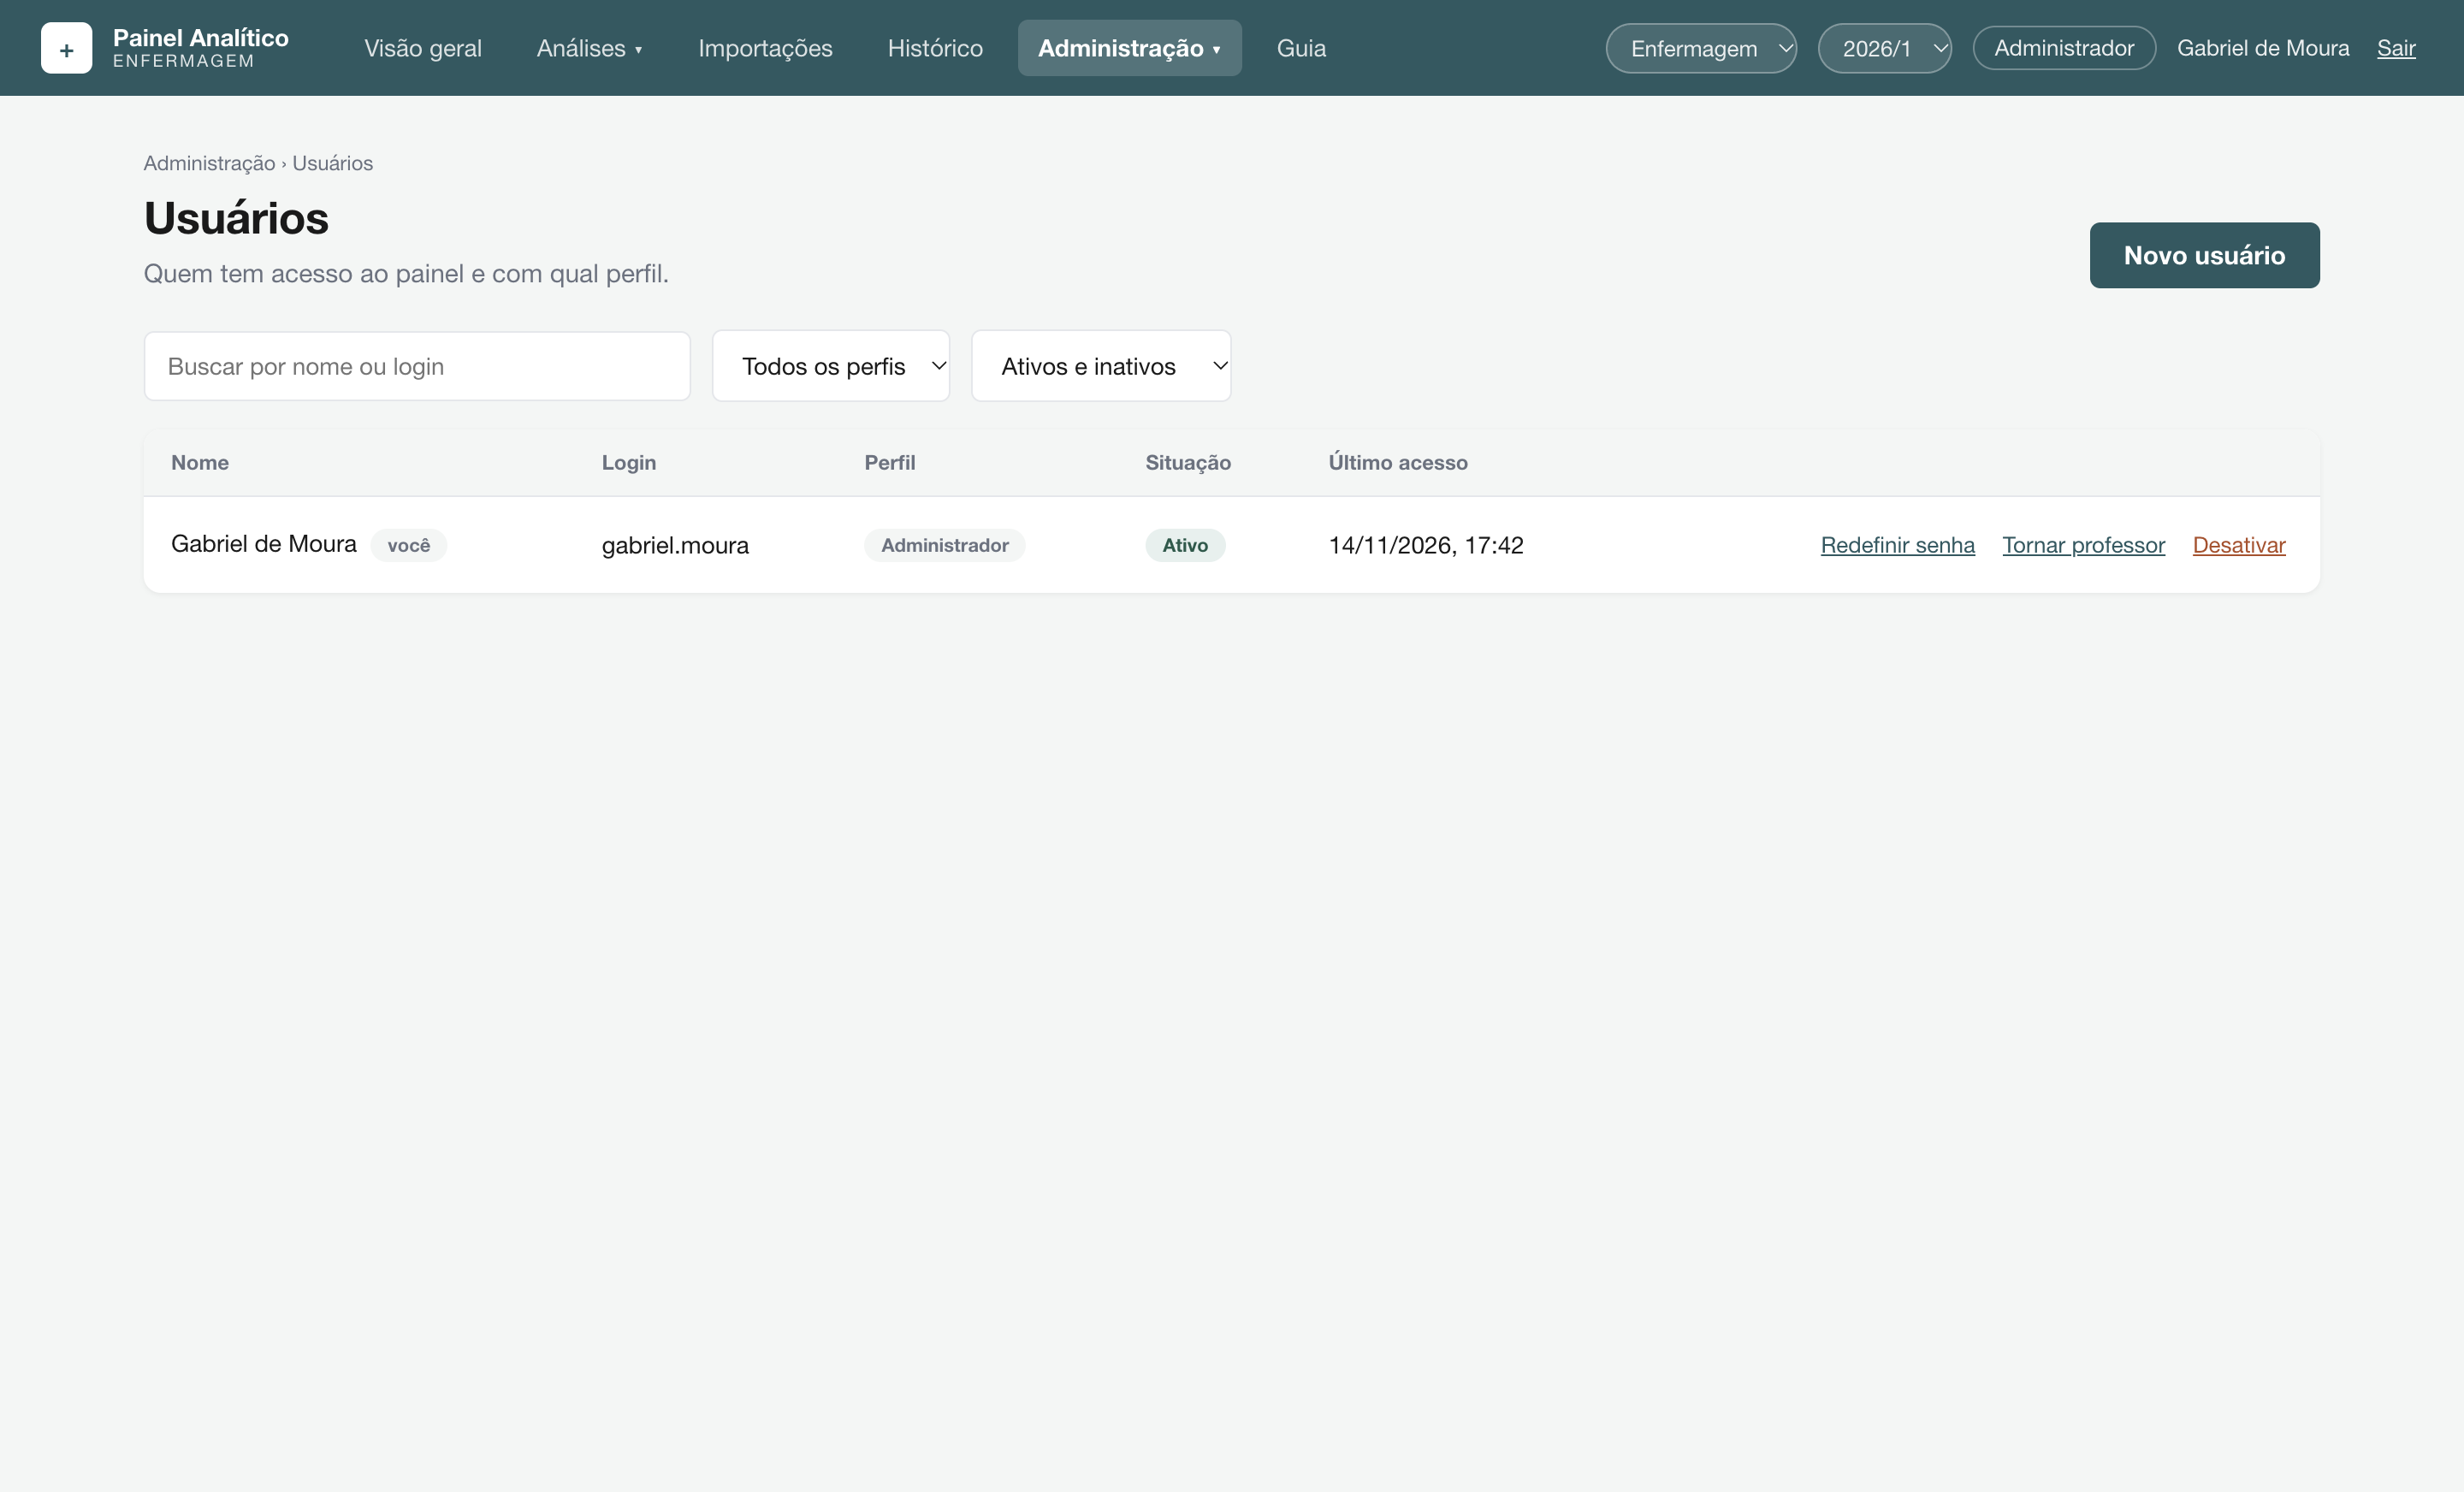 +
Painel Analítico
ENFERMAGEM
Visão geral
Análises ▾
Importações
Histórico
Administração ▾
Guia
Enfermagem
2026/1
Administrador
Gabriel de Moura
Sair
Administração › Usuários
Usuários
Quem tem acesso ao painel e com qual perfil.
Novo usuário
Buscar por nome ou login
Todos os perfis
Ativos e inativos
Nome Login Perfil Situação Último acesso
Gabriel de Moura você gabriel.moura Administrador Ativo 14/11/2026, 17:42 Redefinir senha Tornar professor Desativar